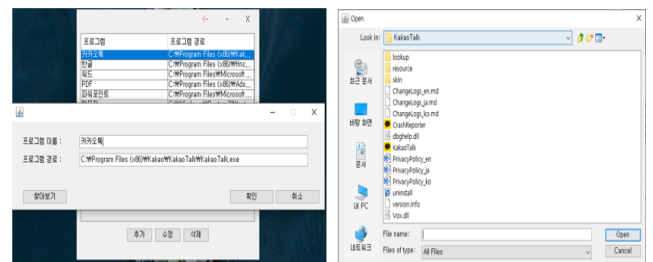 프로그램 프로그램 경로
카카오톡 C:₩Program Files (x86)₩Kak...
한글 C:₩Program Files (x86)₩Hnc...
워드 C:₩Program Files₩Microsoft ...
PDF C:₩Program Files (x86)₩Ado...
파워포인트 C:₩Program Files₩Microsoft ...
프로그램 이름 : 카카오톡
프로그램 경로 : C:₩Program Files (x86)₩Kakao₩KakaoTalk₩KakaoTalk.exe
찾아보기 확인 취소
추가 수정 삭제
Open
Look in: KakaoTalk
최근 문서
바탕 화면
문서
내 PC
네트워크
lookup
resource
skin
ChangeLogs_en.md
ChangeLogs_ja.md
ChangeLogs_ko.md
CrashReporter
dbghelp.dll
KakaoTalk
PrivacyPolicy_en
PrivacyPolicy_ja
PrivacyPolicy_ko
uninstall
version.info
Vox.dll
File name: Open
Files of type: All Files Cancel